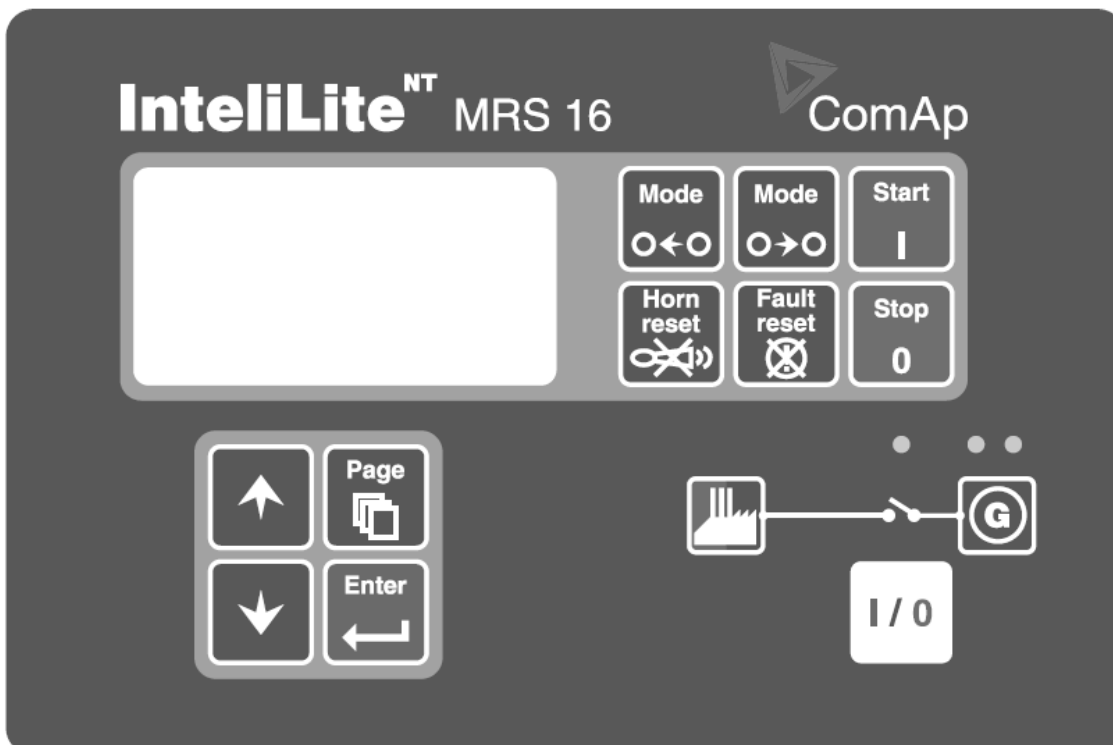 InteliLite NT MRS 16
ComAp
Mode
Mode
Start
I
Horn
reset
Fault
reset
Stop
0
Page
Enter
G
I / 0